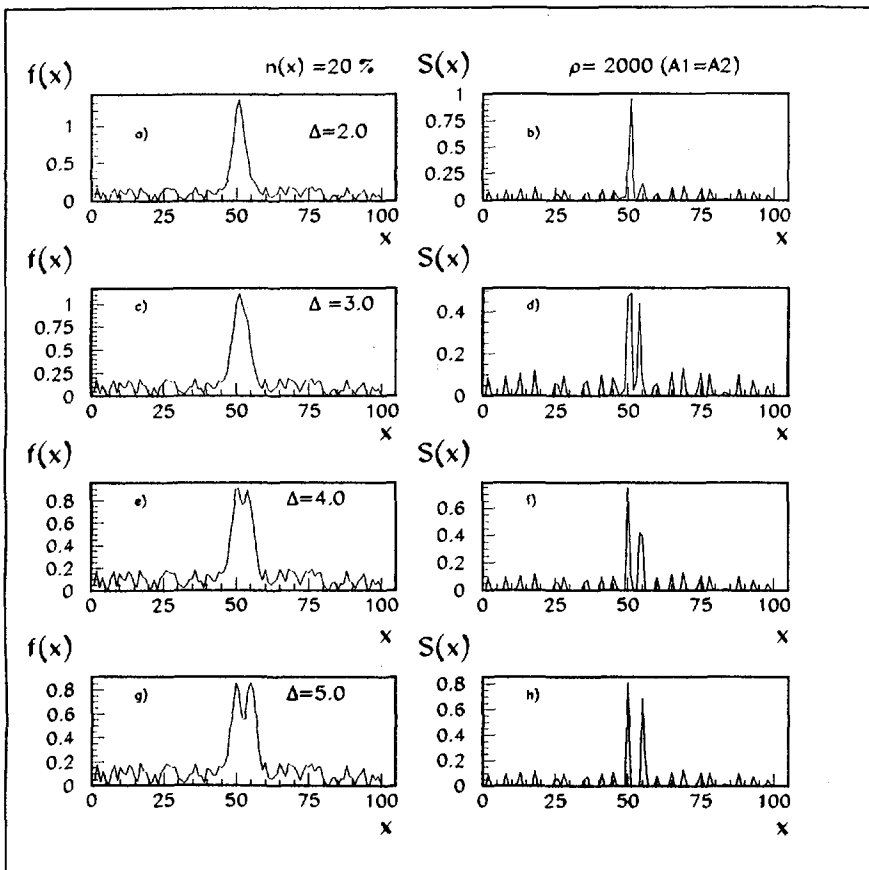 f(x) n(x) =20 % S(x) ρ= 2000 (A1=A2)
1 0.5 0 a) Δ=2.0 0 25 50 75 100 x
1 0.75 0.5 0.25 0 b) 0 25 50 75 100 x
f(x) S(x)
1 0.75 0.5 0.25 0 c) Δ =3.0 0 25 50 75 100 x
0.4 0.2 0 d) 0 25 50 75 100 x
f(x) S(x)
0.8 0.6 0.4 0.2 0 e) Δ=4.0 0 25 50 75 100 x
0.6 0.4 0.2 0 f) 0 25 50 75 100 x
f(x) S(x)
0.8 0.6 0.4 0.2 0 g) Δ=5.0 0 25 50 75 100 x
0.8 0.6 0.4 0.2 0 h) 0 25 50 75 100 x